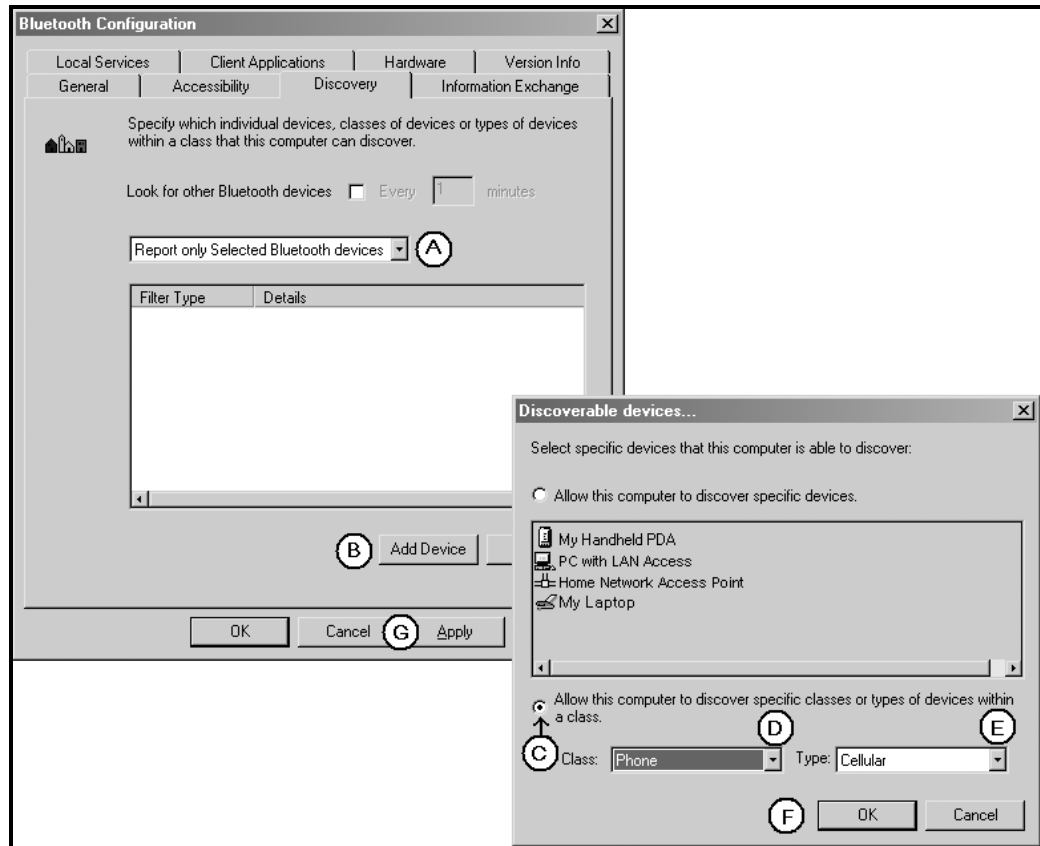 Bluetooth Configuration
Local Services Client Applications Hardware Version Info
General Accessibility Discovery Information Exchange
Specify which individual devices, classes of devices or types of devices
within a class that this computer can discover.
Look for other Bluetooth devices Every 1 minutes
Report only Selected Bluetooth devices A
Filter Type Details
B Add Device
OK Cancel G Apply
Discoverable devices...
Select specific devices that this computer is able to discover:
Allow this computer to discover specific devices.
My Handheld PDA
PC with LAN Access
Home Network Access Point
My Laptop
Allow this computer to discover specific classes or types of devices within
a class.
D E
C Class: Phone Type: Cellular
F OK Cancel